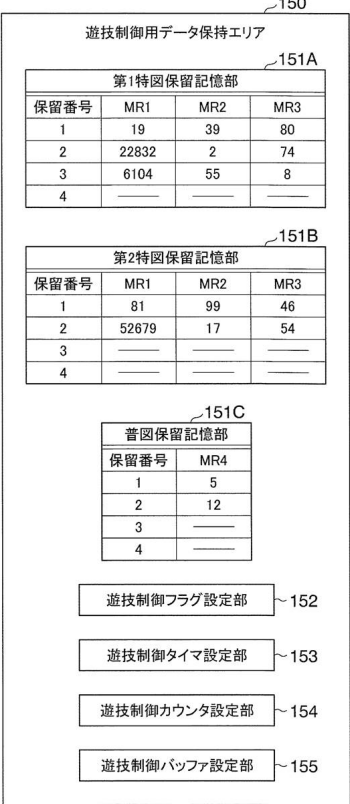 150
遊技制御用データ保持エリア
151A
第1特図保留記憶部
保留番号 MR1 MR2 MR3
1 19 39 80
2 22832 2 74
3 6104 55 8
4 ―― ―― ――
151B
第2特図保留記憶部
保留番号 MR1 MR2 MR3
1 81 99 46
2 52679 17 54
3 ―― ―― ――
4 ―― ―― ――
151C
普図保留記憶部
保留番号 MR4
1 5
2 12
3 ――
4 ――
遊技制御フラグ設定部 152
遊技制御タイマ設定部 153
遊技制御カウンタ設定部 154
遊技制御バッファ設定部 155